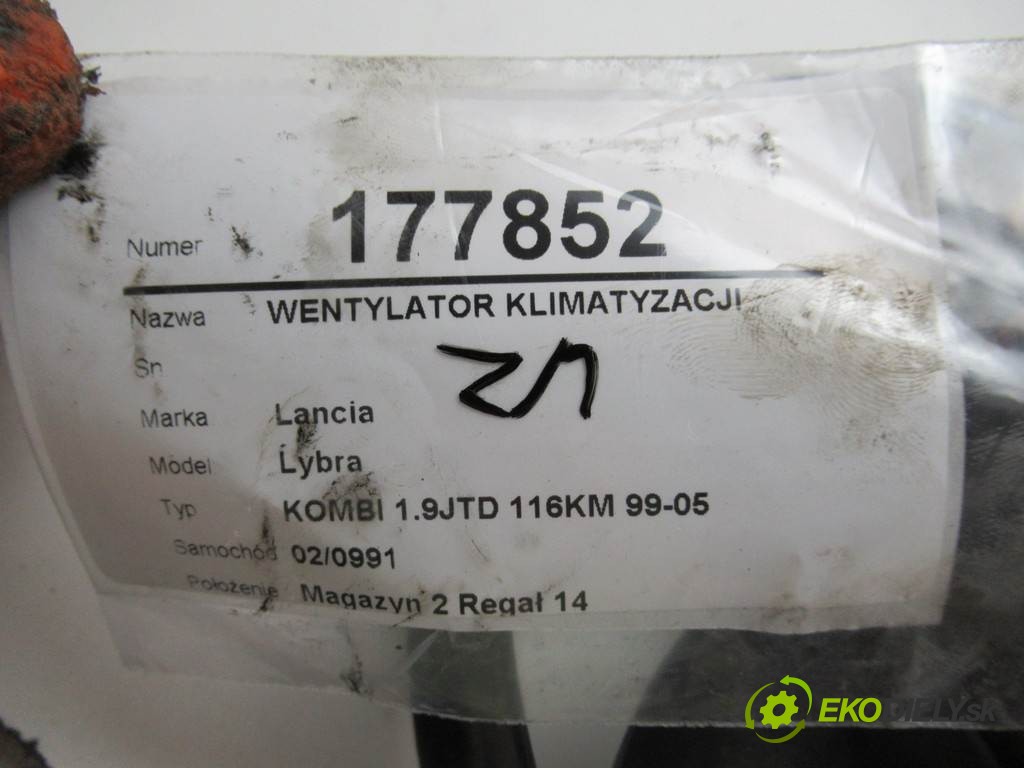 Numer 177852
Nazwa WENTYLATOR KLIMATYZACJI
Sn
Marka Lancia
Model Lybra
Typ KOMBI 1.9JTD 116KM 99-05
Samochód 02/0991
Położenie Magazyn 2 Regał 14
EKODIELY.sk